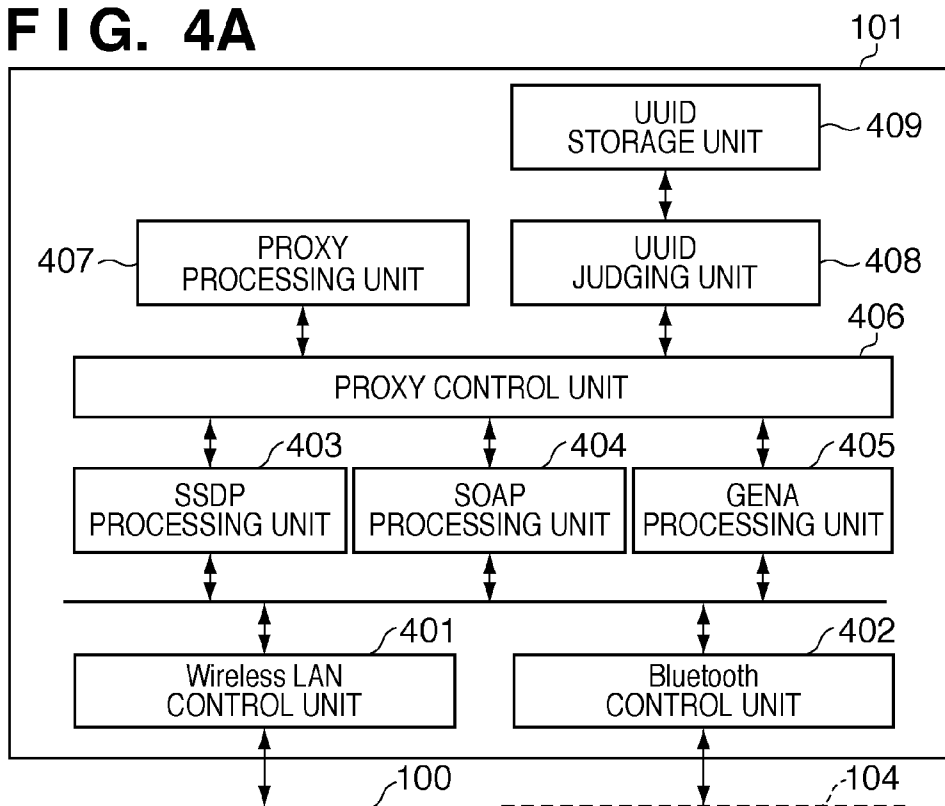 FIG. 4A
101
UUID
STORAGE UNIT
409
407
PROXY
PROCESSING UNIT
UUID
JUDGING UNIT
408
406
PROXY CONTROL UNIT
403
404
405
SSDP
PROCESSING UNIT
SOAP
PROCESSING UNIT
GENA
PROCESSING UNIT
401
402
Wireless LAN
CONTROL UNIT
Bluetooth
CONTROL UNIT
100
104